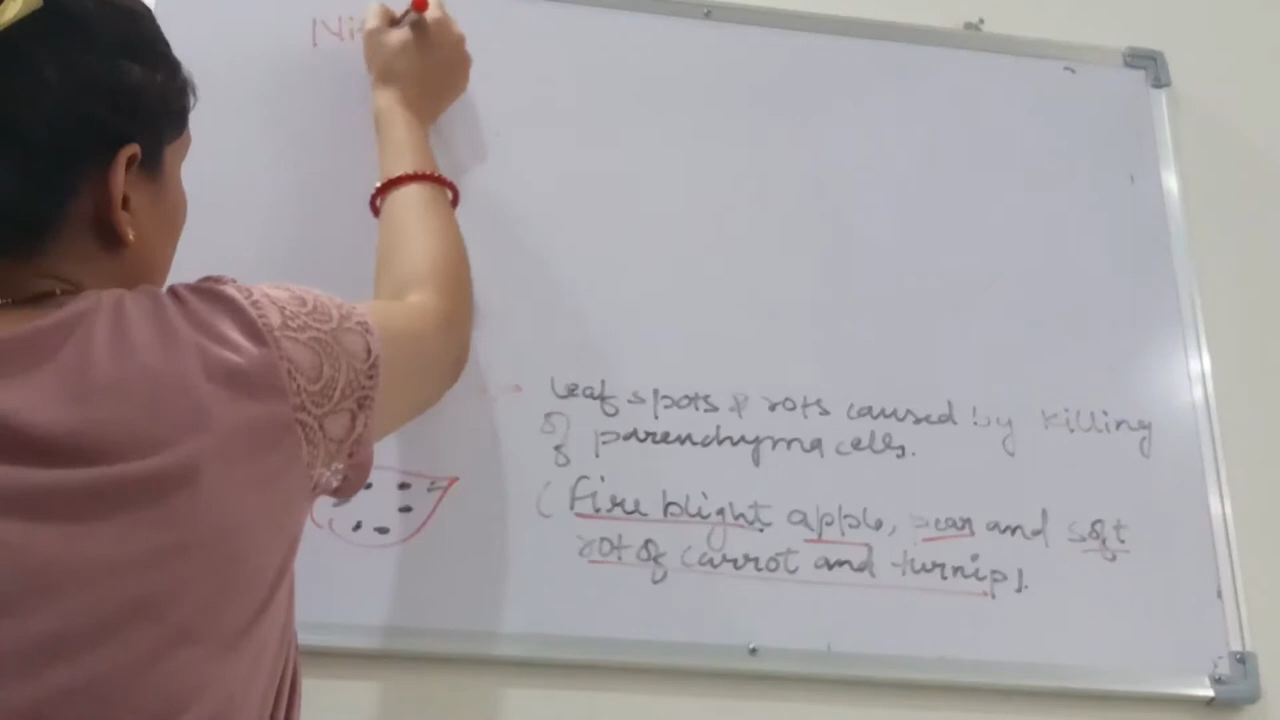 Ni
Leaf spots & rots caused by killing
of parenchyma cells.
(Fire blight apple, pear and soft
rot of carrot and turnip).